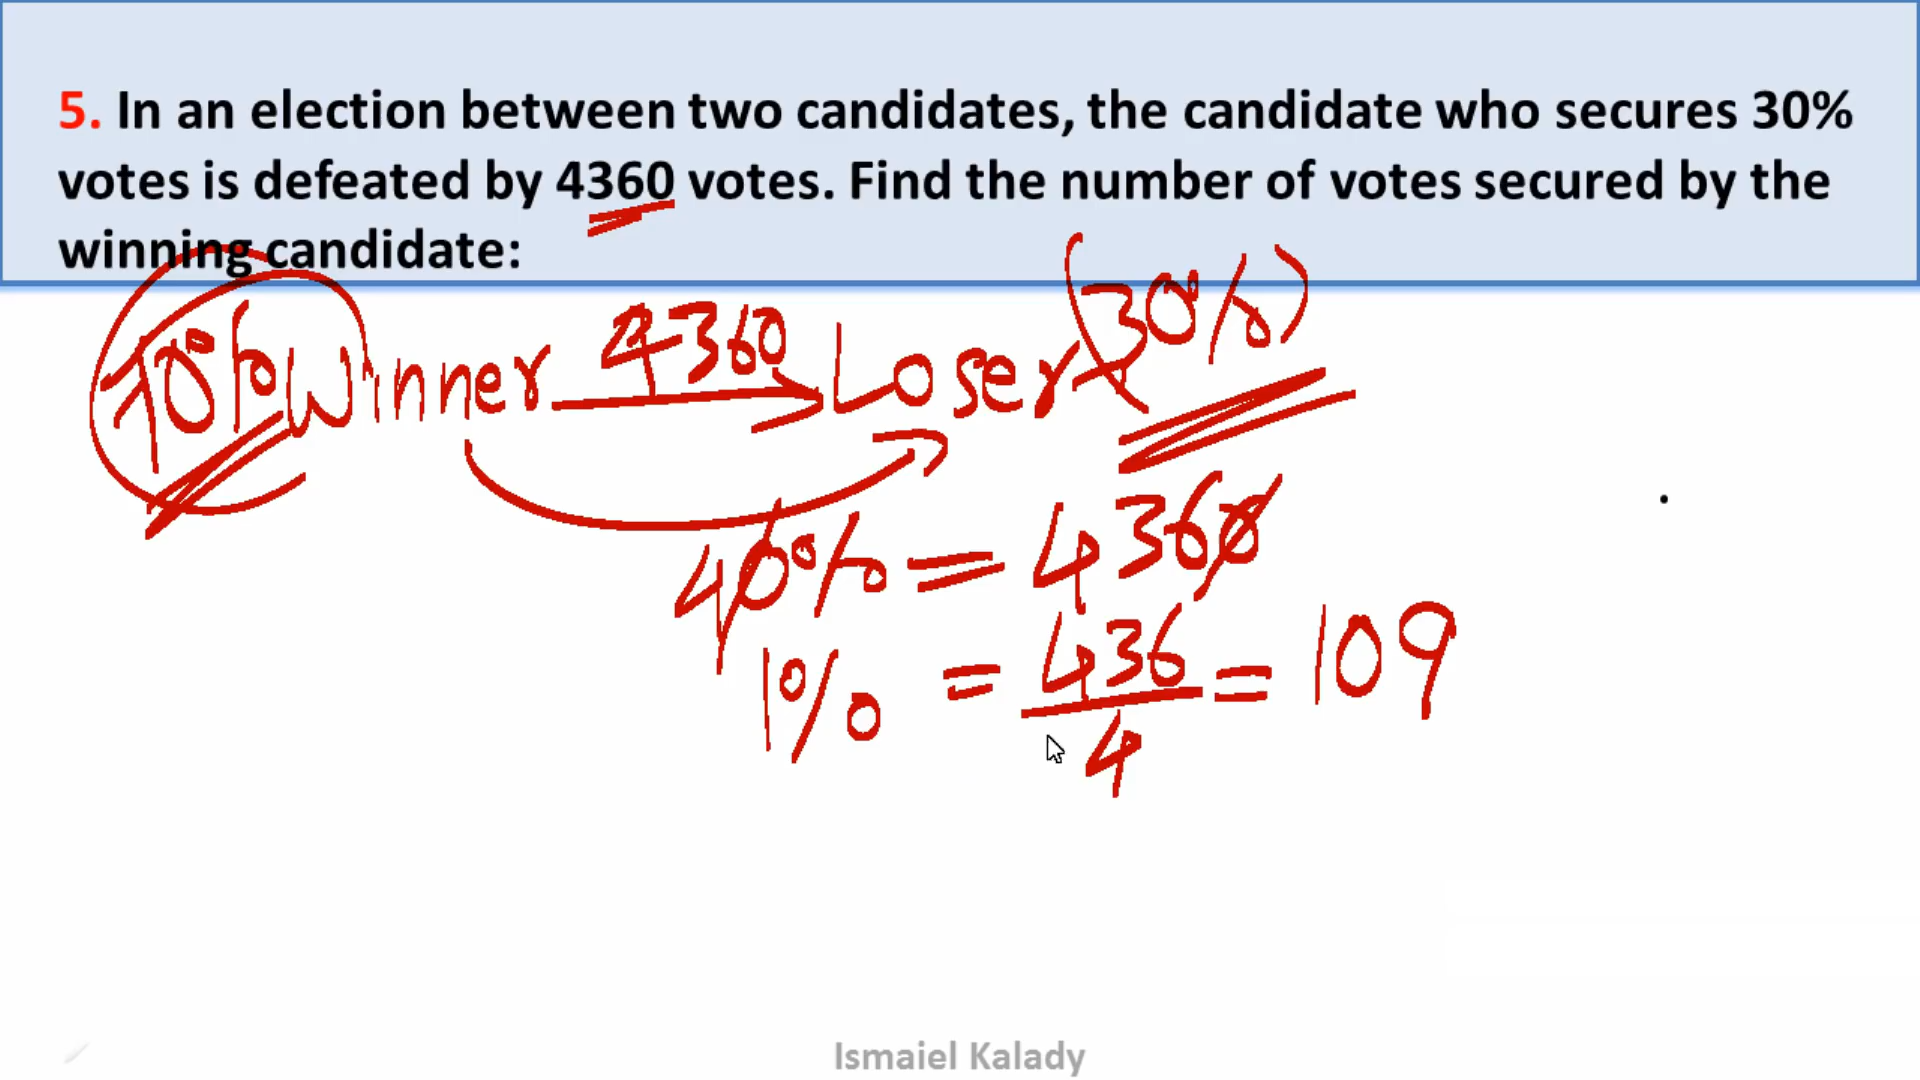 5. In an election between two candidates, the candidate who secures 30%
votes is defeated by 4360 votes. Find the number of votes secured by the
winning candidate:
70% Winner 4360 Loser (30%)
40% = 4360
1% = 436/4 = 109
Ismaiel Kalady